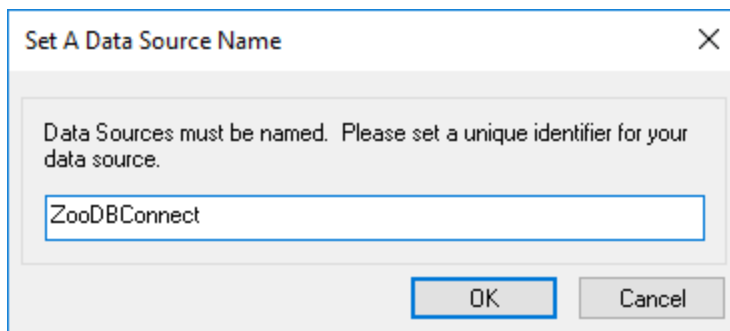 Set A Data Source Name
Data Sources must be named.  Please set a unique identifier for your
data source.
ZooDBConnect
OK
Cancel